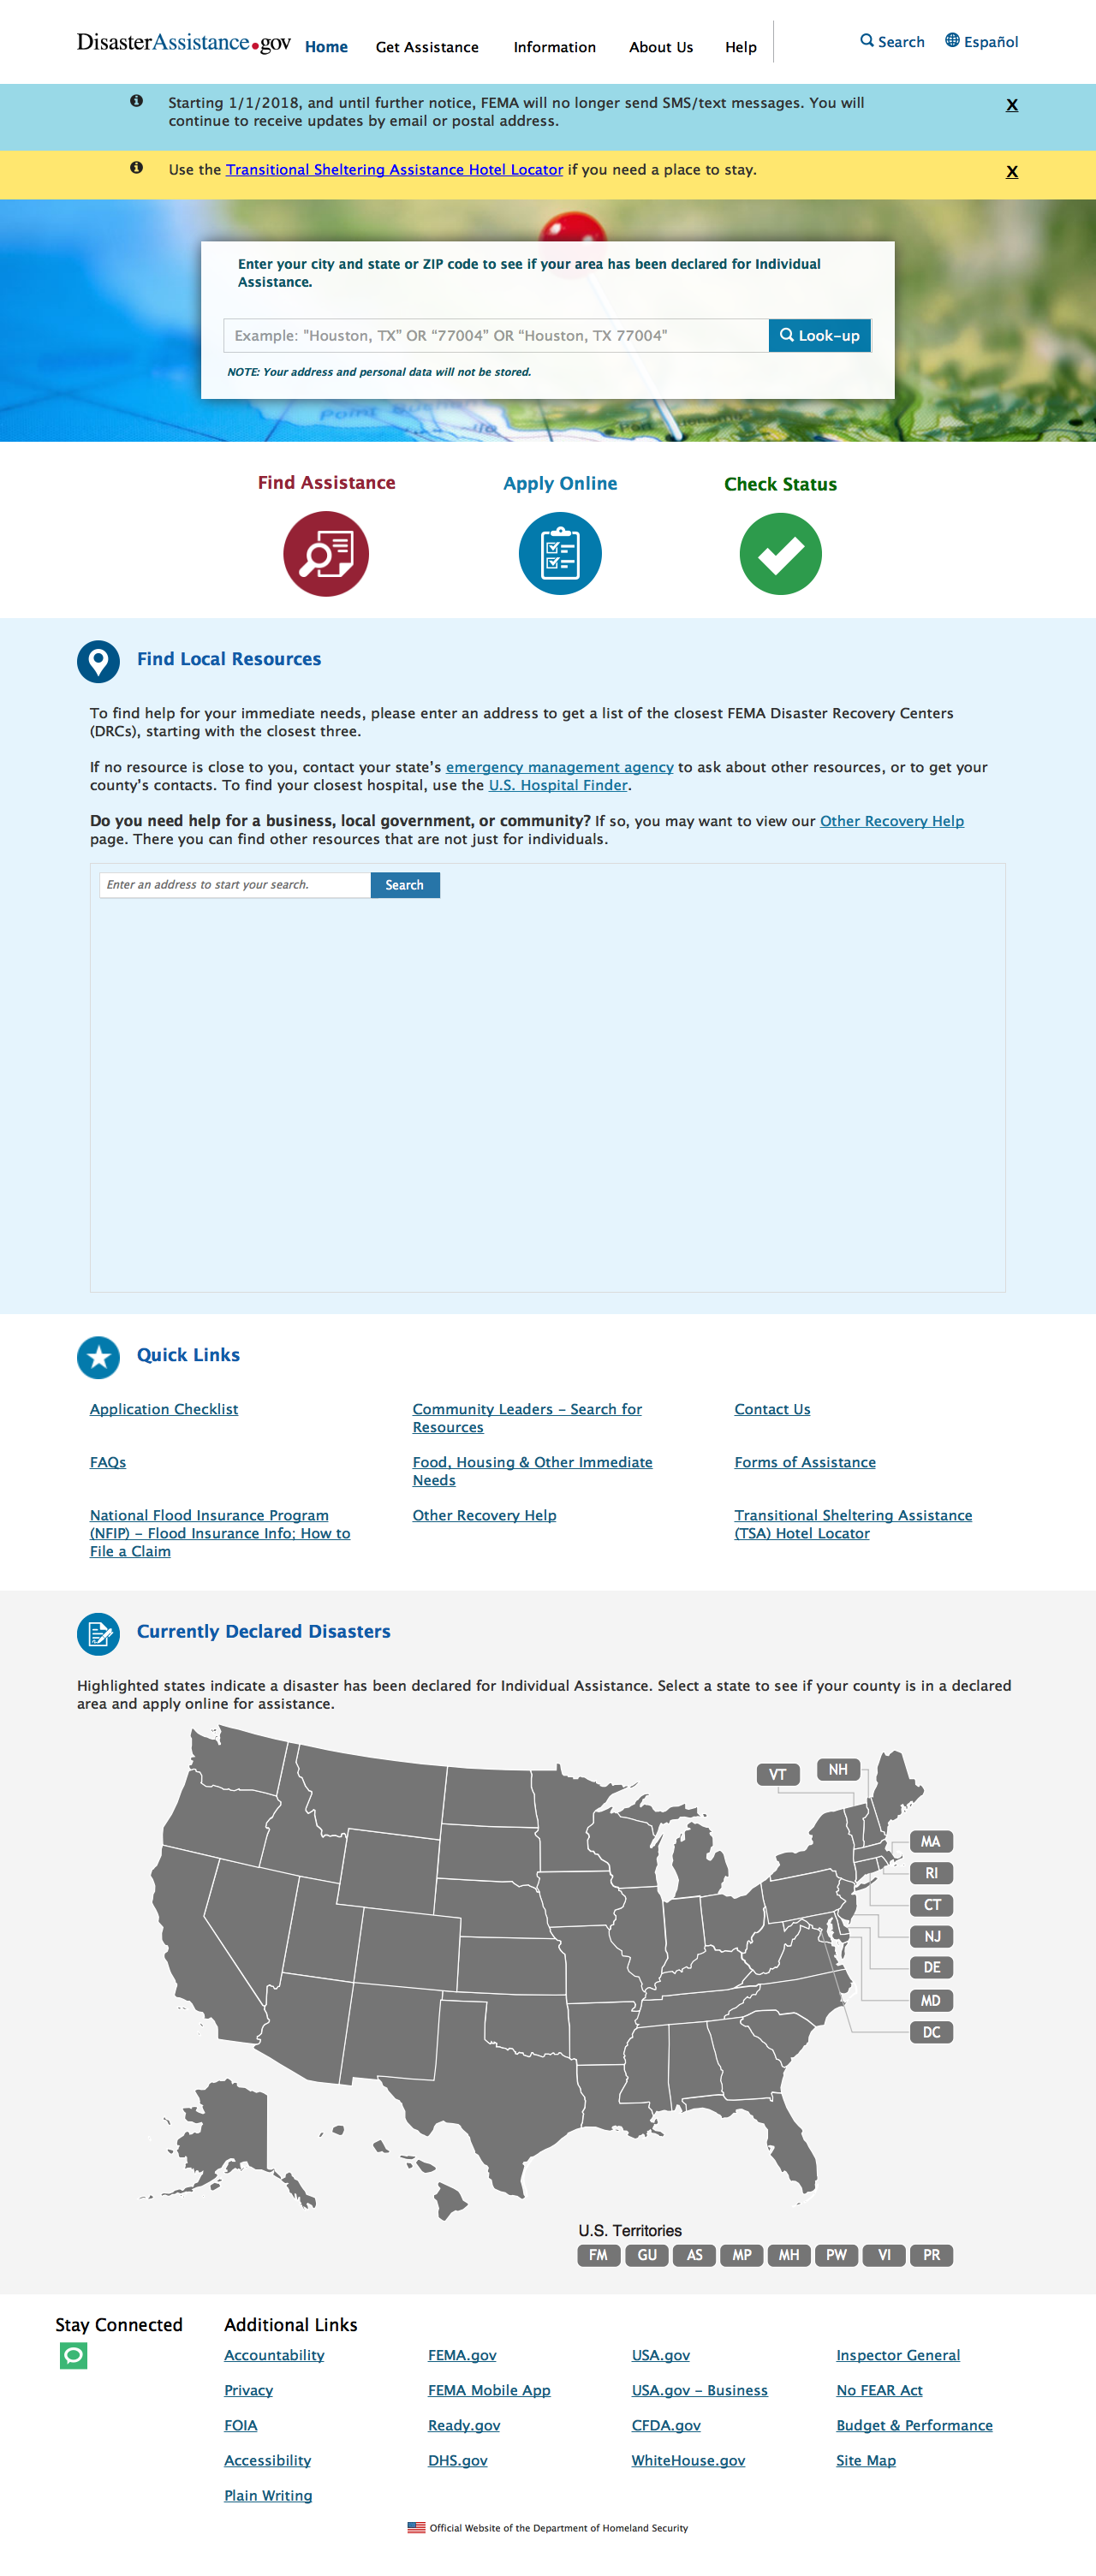 DisasterAssistance.gov
Home
Get Assistance
Information
About Us
Help
Search
Español
Starting 1/1/2018, and until further notice, FEMA will no longer send SMS/text messages. You will
continue to receive updates by email or postal address.
X
Use the Transitional Sheltering Assistance Hotel Locator if you need a place to stay.
X
Enter your city and state or ZIP code to see if your area has been declared for Individual
Assistance.
Example: "Houston, TX" OR “77004” OR “Houston, TX 77004"
Look-up
NOTE: Your address and personal data will not be stored.
Find Assistance
Apply Online
Check Status
Find Local Resources
To find help for your immediate needs, please enter an address to get a list of the closest FEMA Disaster Recovery Centers
(DRCs), starting with the closest three.
If no resource is close to you, contact your state's emergency management agency to ask about other resources, or to get your
county's contacts. To find your closest hospital, use the U.S. Hospital Finder.
Do you need help for a business, local government, or community? If so, you may want to view our Other Recovery Help
page. There you can find other resources that are not just for individuals.
Enter an address to start your search.
Search
Quick Links
Application Checklist
Community Leaders - Search for
Resources
Contact Us
FAQs
Food, Housing & Other Immediate
Needs
Forms of Assistance
National Flood Insurance Program
(NFIP) - Flood Insurance Info; How to
File a Claim
Other Recovery Help
Transitional Sheltering Assistance
(TSA) Hotel Locator
Currently Declared Disasters
Highlighted states indicate a disaster has been declared for Individual Assistance. Select a state to see if your county is in a declared
area and apply online for assistance.
VT
NH
MA
RI
CT
NJ
DE
MD
DC
U.S. Territories
FM
GU
AS
MP
MH
PW
VI
PR
Stay Connected
Additional Links
Accountability
FEMA.gov
USA.gov
Inspector General
Privacy
FEMA Mobile App
USA.gov - Business
No FEAR Act
FOIA
Ready.gov
CFDA.gov
Budget & Performance
Accessibility
DHS.gov
WhiteHouse.gov
Site Map
Plain Writing
Official Website of the Department of Homeland Security